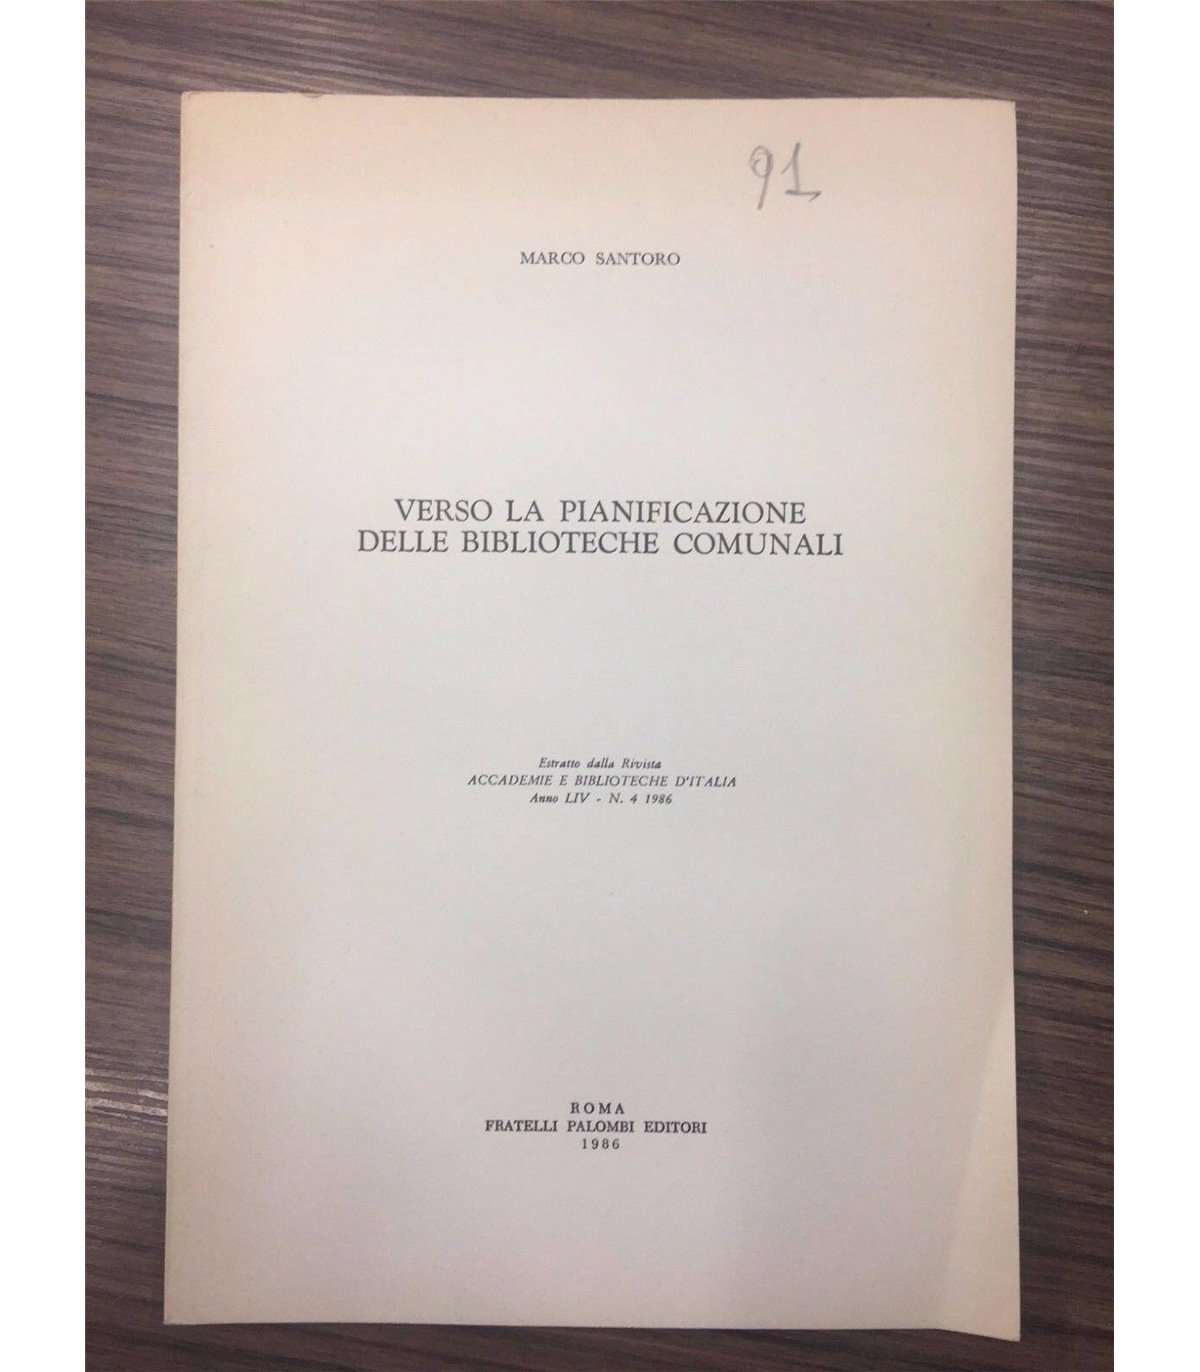 91
MARCO SANTORO
VERSO LA PIANIFICAZIONE
DELLE BIBLIOTECHE COMUNALI
Estratto dalla Rivista
ACCADEMIE E BIBLIOTECHE D'ITALIA
Anno LIV - N. 4 1986
ROMA
FRATELLI PALOMBI EDITORI
1986